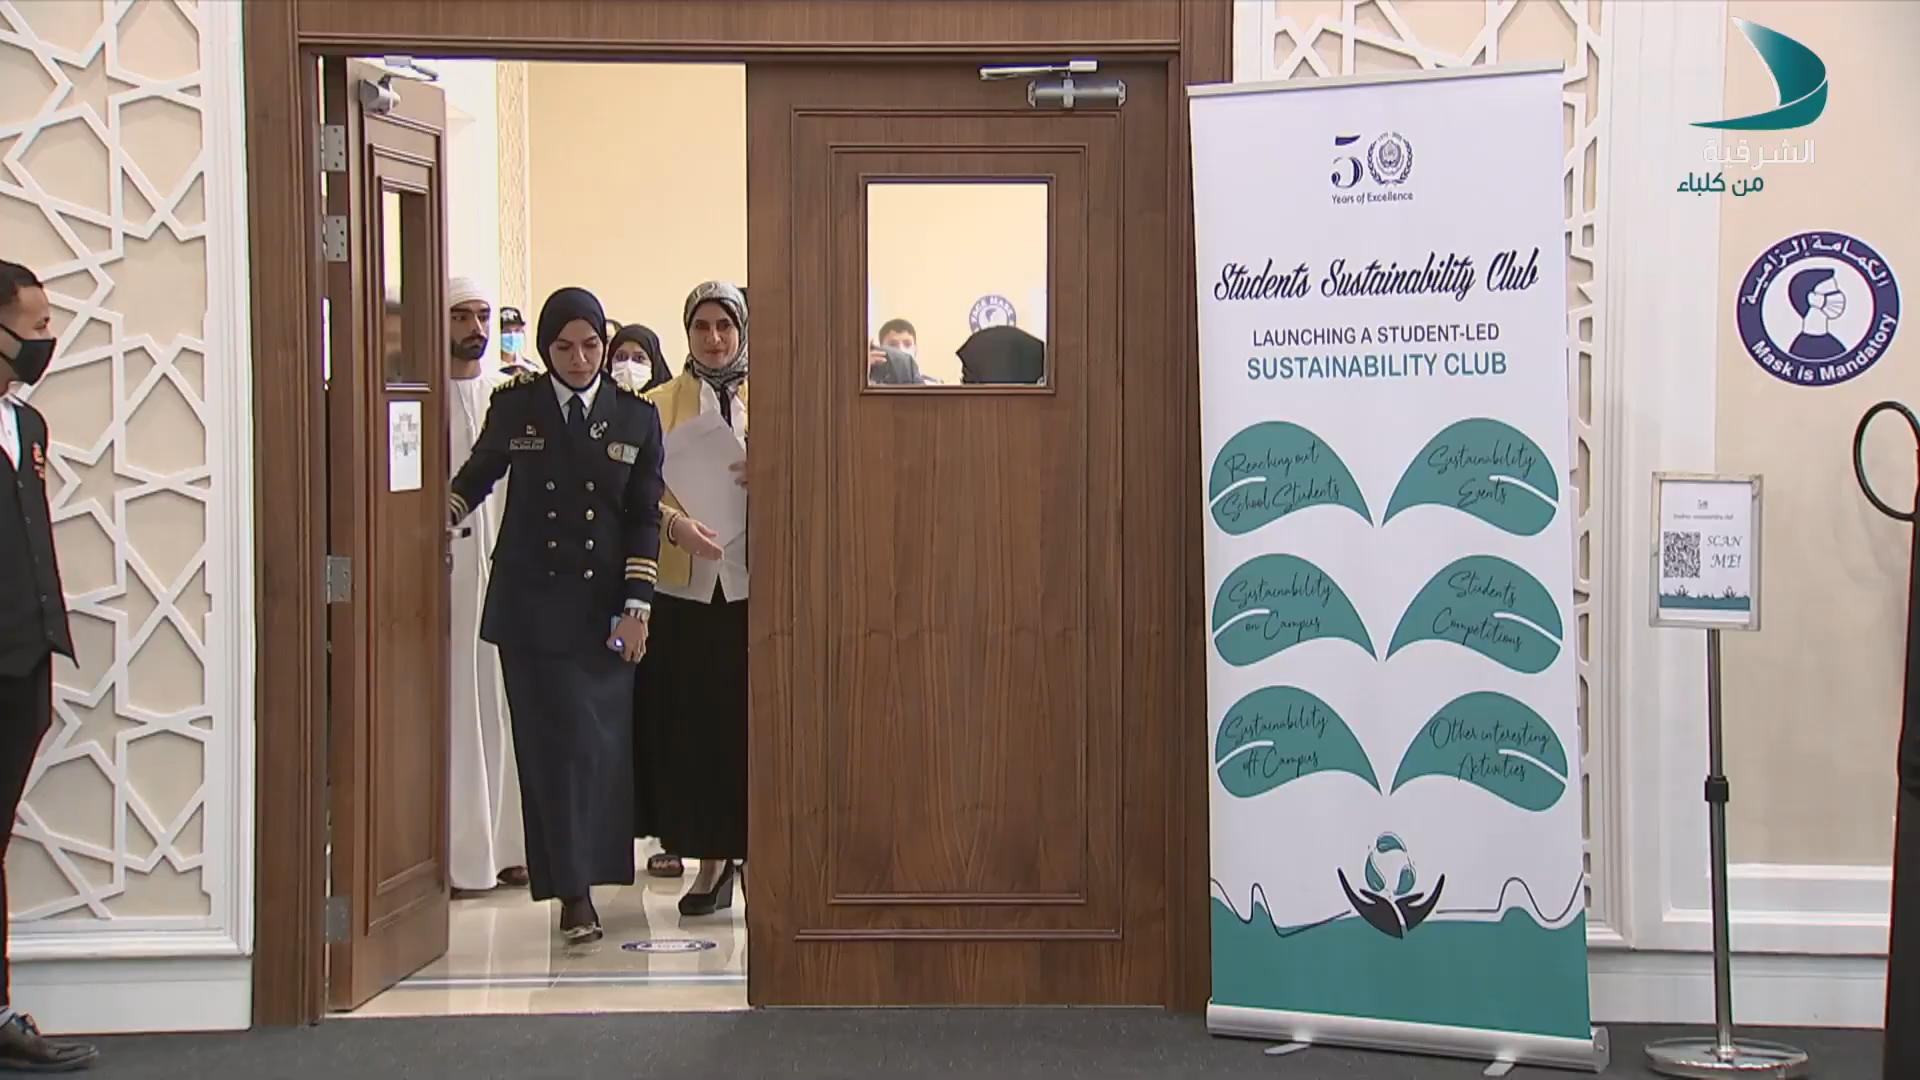 الشرقية
من كلباء
50
Years of Excellence
Students Sustainability Club
LAUNCHING A STUDENT-LED
SUSTAINABILITY CLUB
Reaching out
School Students
Sustainability
Events
Sustainability
on Campus
Students
Competitions
Sustainability
off Campus
Other interesting
Activities
الكمامة إلزامية
Mask is Mandatory
SCAN
ME!
FACE MASK